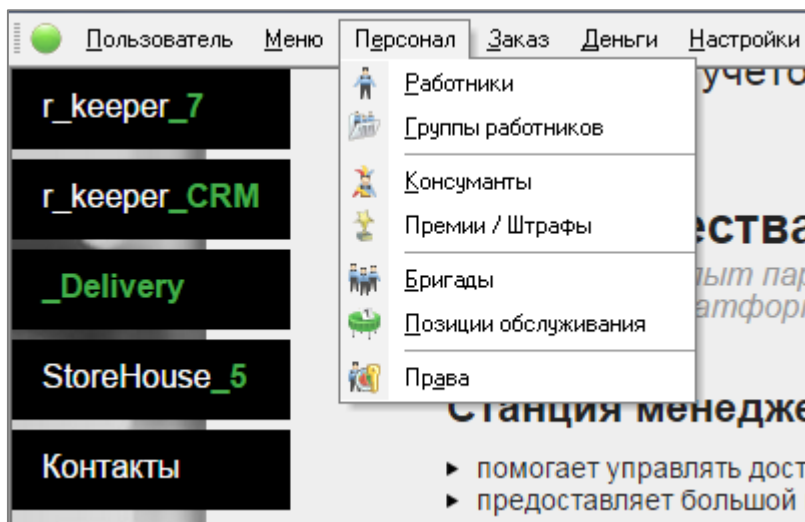 Пользователь Меню Персонал Заказ Деньги Настройки
r_keeper_7
r_keeper_CRM
_Delivery
StoreHouse_5
Контакты
Работники
Группы работников
Консуманты
Премии / Штрафы
Бригады
Позиции обслуживания
Права
Станция менедже
помогает управлять дост
предоставляет большой